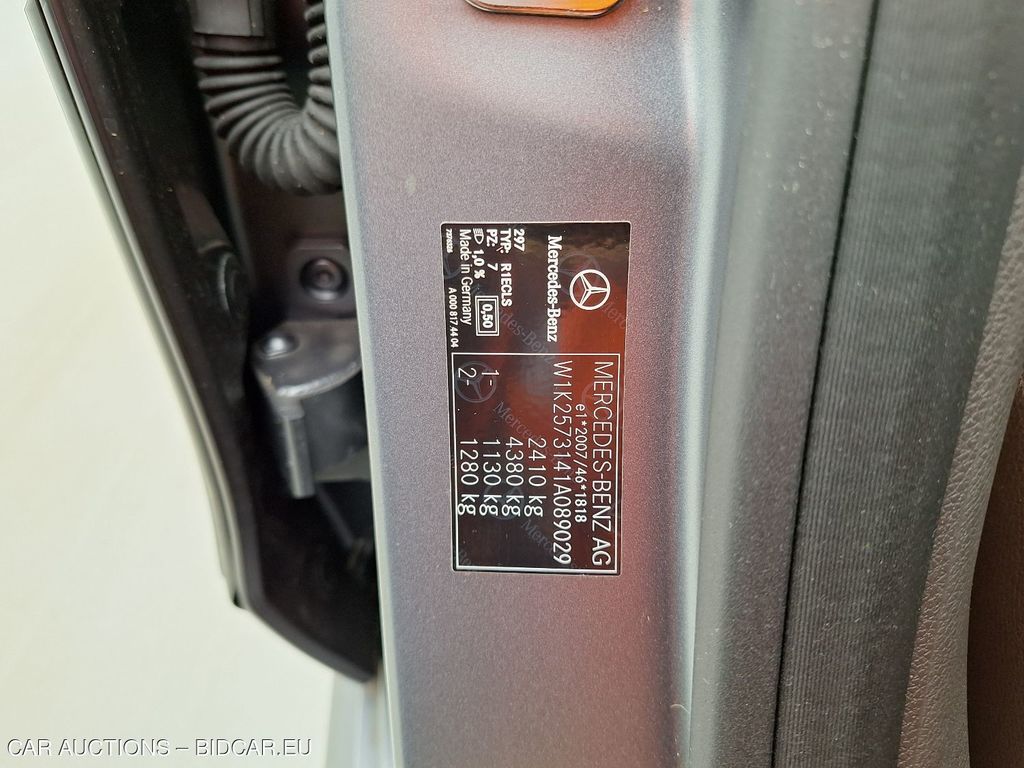 Mercedes-Benz
297
TYP: R1ECLS
PZ: 7
1,0 %
0,50
Made in Germany
A 000 817 44 04
MERCEDES-BENZ AG
e1*2007/46*1818
W1K2573141A089029
2410 kg
4380 kg
1- 1130 kg
2- 1280 kg
CAR AUCTIONS – BIDCAR.EU